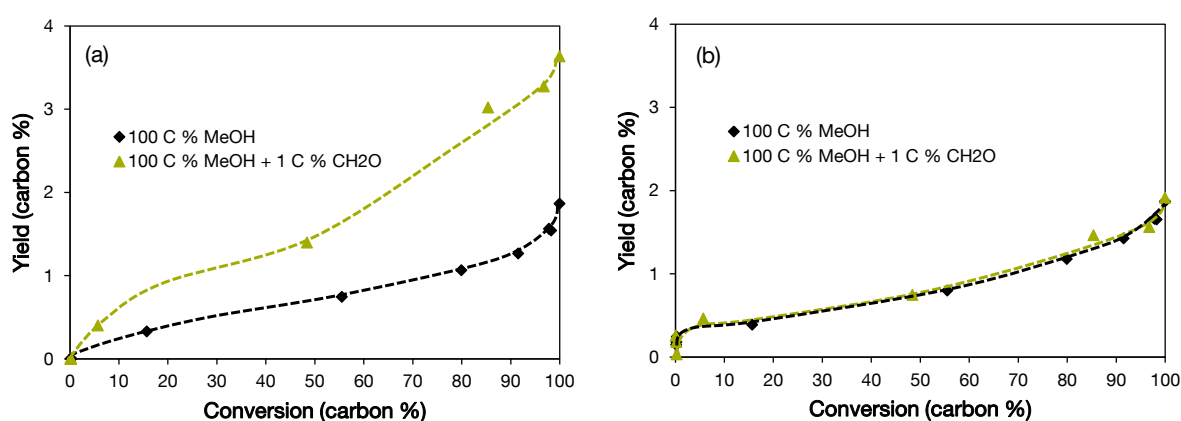 (a)
Yield (carbon %)
4
3
2
1
0
100 C % MeOH
100 C % MeOH + 1 C % CH2O
0 10 20 30 40 50 60 70 80 90 100
Conversion (carbon %)
(b)
Yield (carbon %)
4
3
2
1
0
100 C % MeOH
100 C % MeOH + 1 C % CH2O
0 10 20 30 40 50 60 70 80 90 100
Conversion (carbon %)